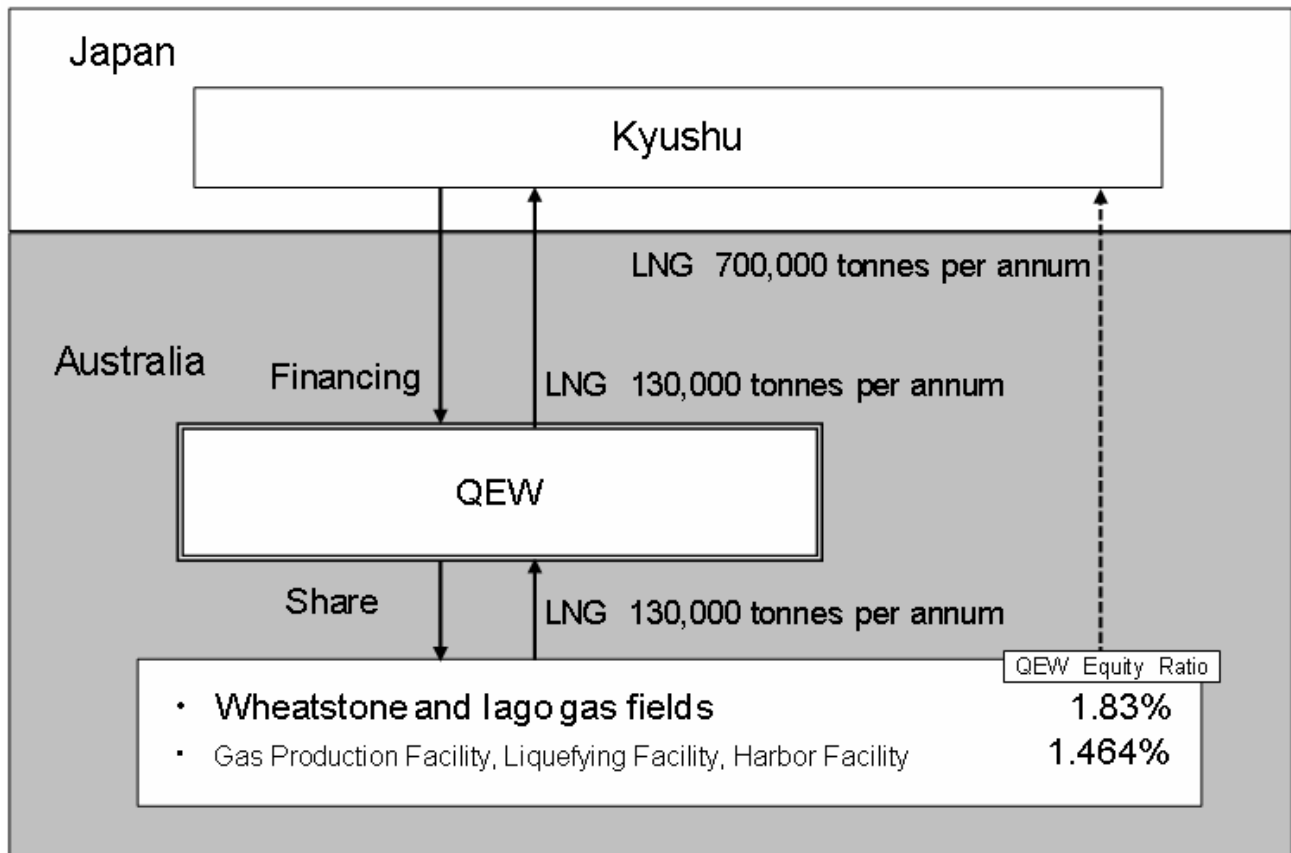 Japan
Kyushu
LNG 700,000 tonnes per annum
Australia
Financing
LNG 130,000 tonnes per annum
QEW
Share
LNG 130,000 tonnes per annum
QEW Equity Ratio
・ Wheatstone and Iago gas fields 1.83%
・ Gas Production Facility, Liquefying Facility, Harbor Facility 1.464%